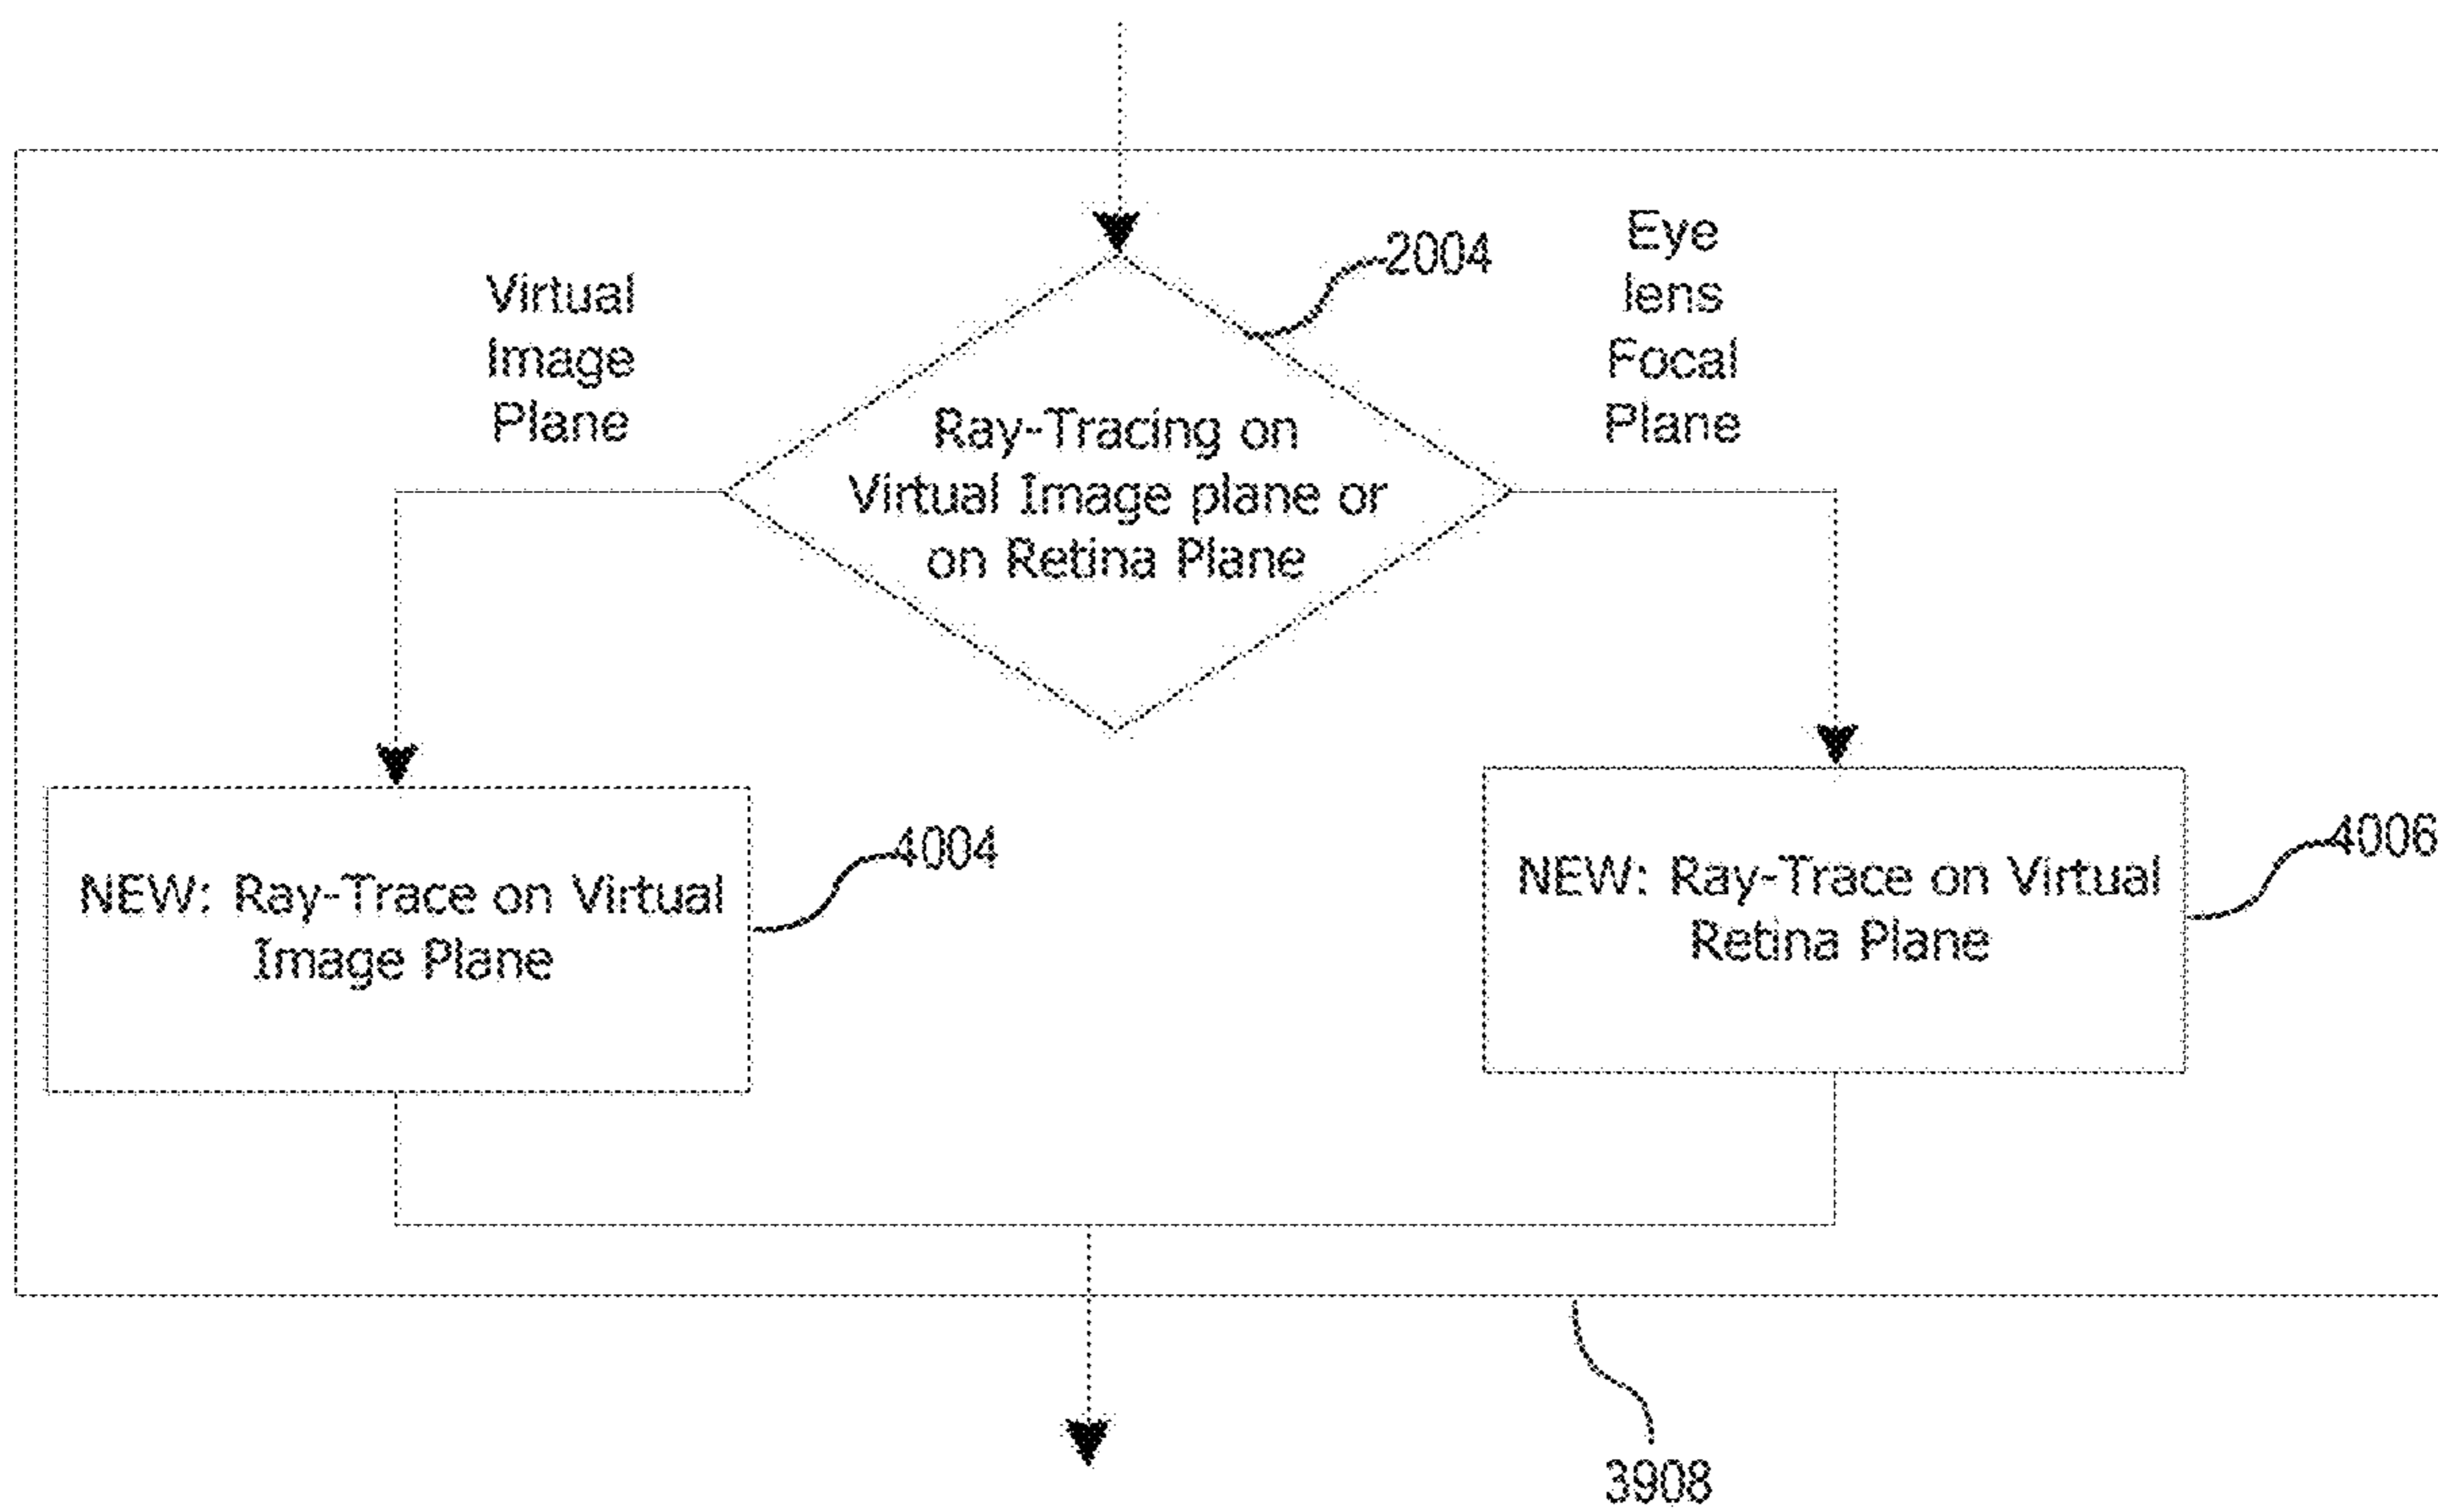 2004
Virtual
Image
Plane
Eye
lens
Focal
Plane
Ray-Tracing on
Virtual Image plane or
on Retina Plane
4004
NEW: Ray-Trace on Virtual
Image Plane
4006
NEW: Ray-Trace on Virtual
Retina Plane
3908